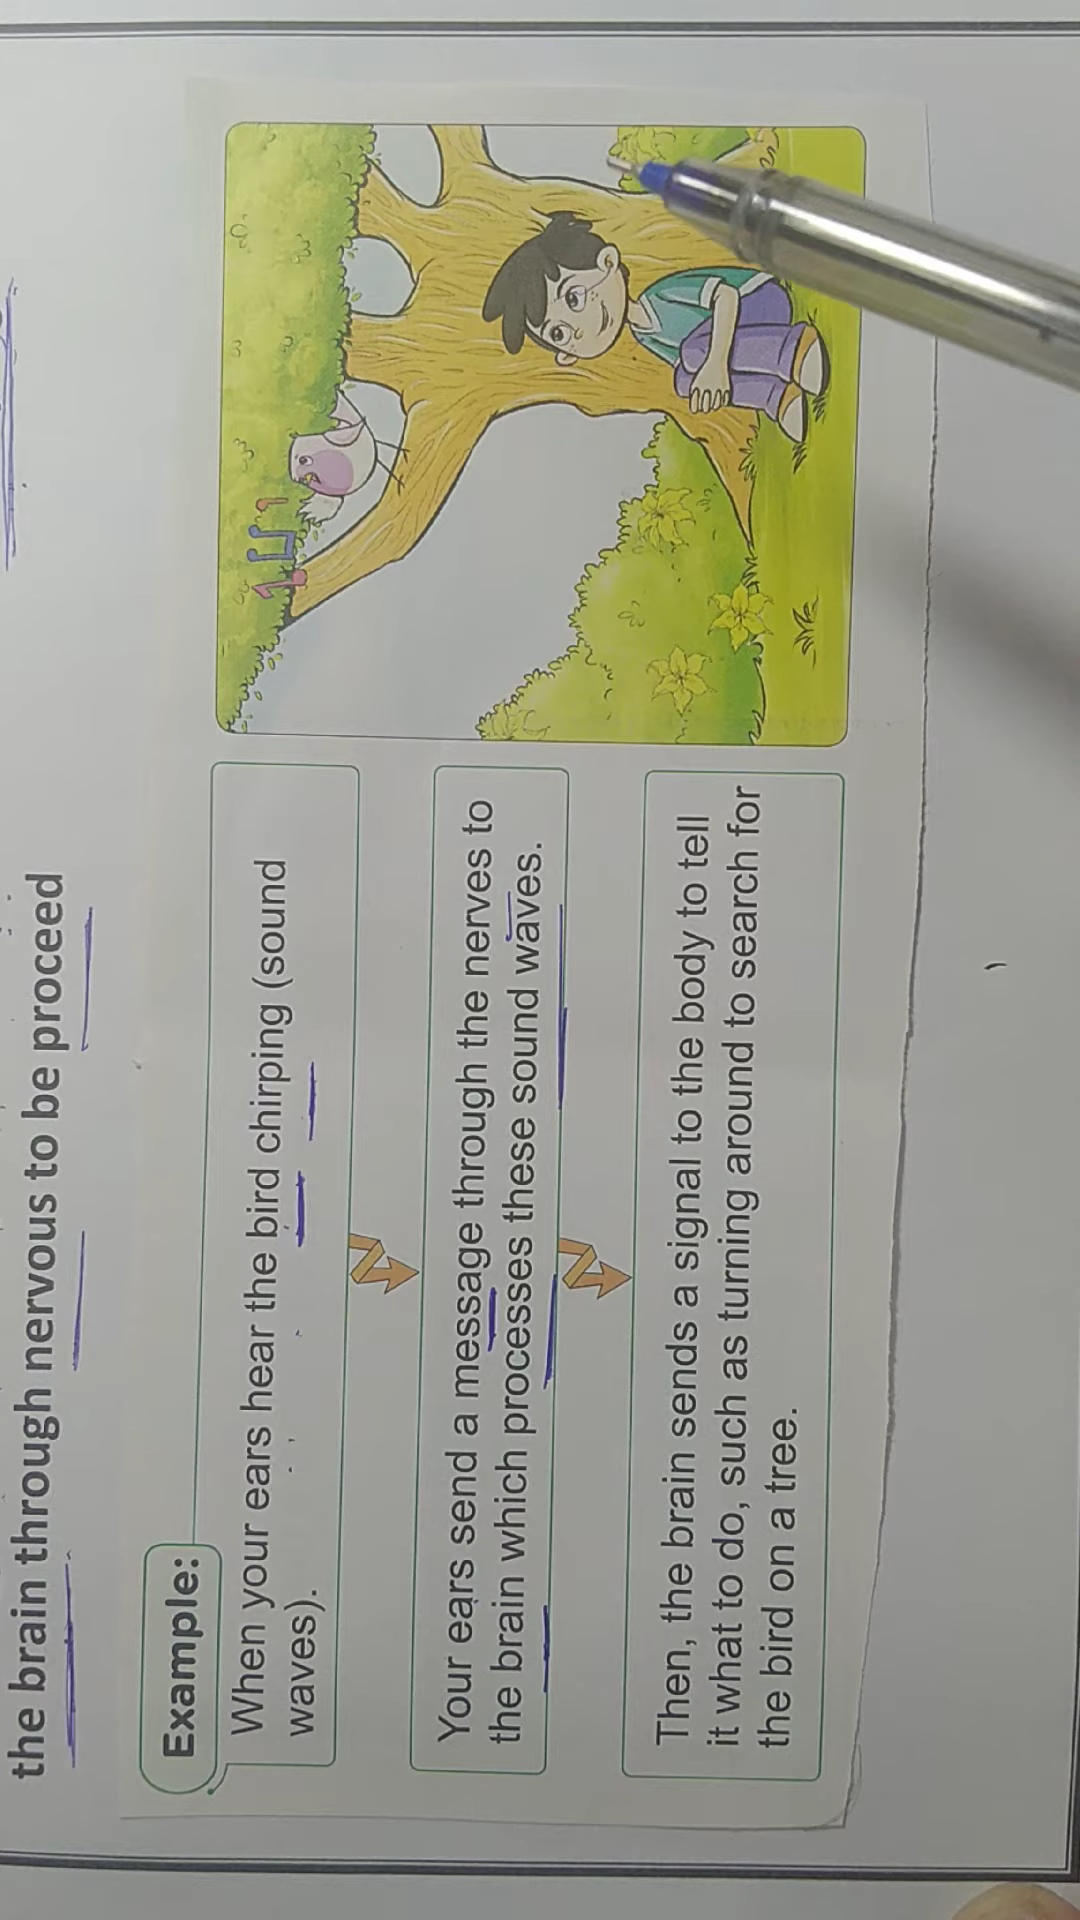 the brain through nervous to be proceed
Example:
When your ears hear the bird chirping (sound
waves).
Your ears send a message through the nerves to
the brain which processes these sound waves.
Then, the brain sends a signal to the body to tell
it what to do, such as turning around to search for
the bird on a tree.